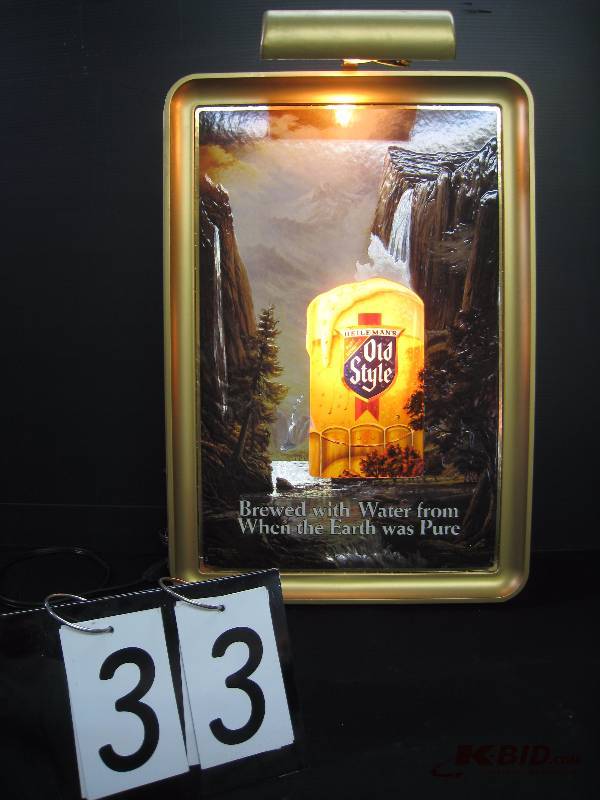 HEILEMAN'S
Old
Style
Brewed with Water from
When the Earth was Pure
3 3
K-BID.com